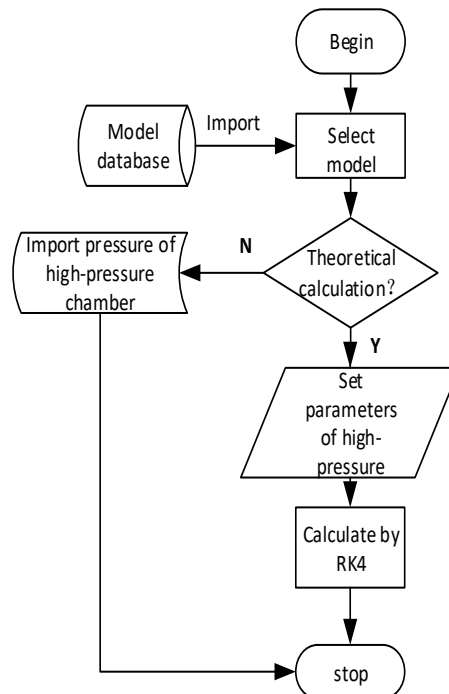 Begin
Model
database
Import
Select
model
Import pressure of
high-pressure
chamber
N
Theoretical
calculation?
Y
Set
parameters
of high-
pressure
Calculate by
RK4
stop